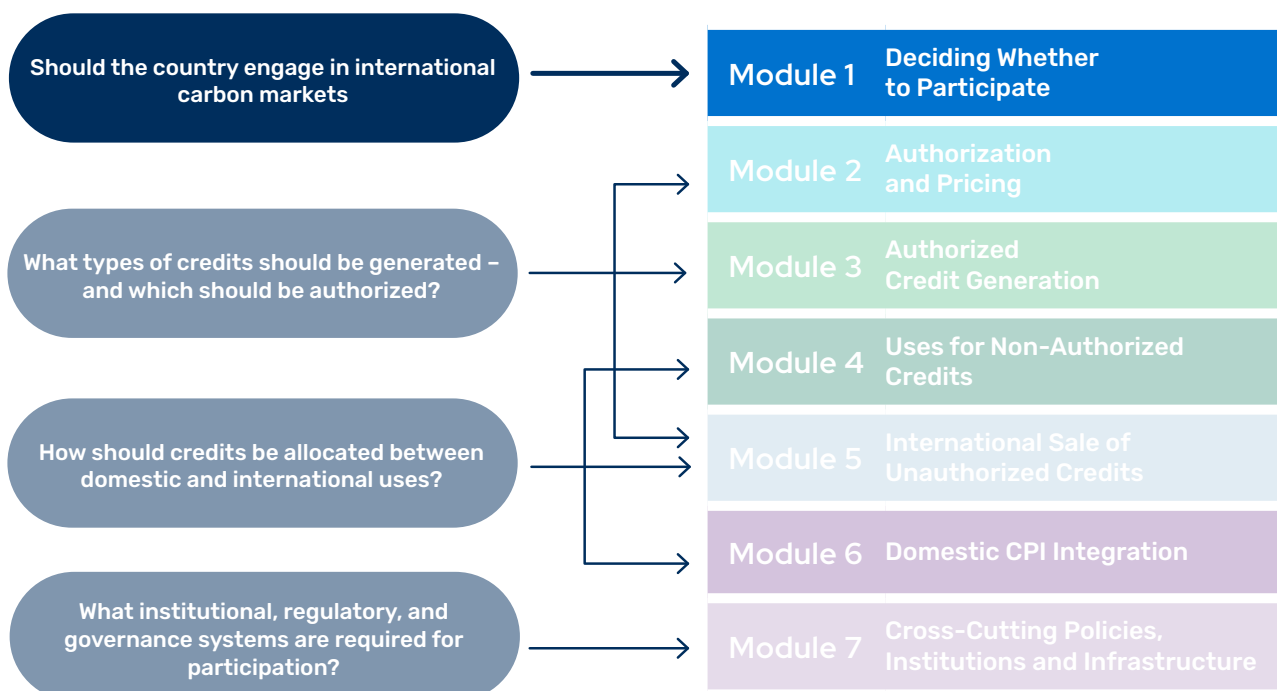 Should the country engage in international
carbon markets
What types of credits should be generated –
and which should be authorized?
How should credits be allocated between
domestic and international uses?
What institutional, regulatory, and
governance systems are required for
participation?
Module 1
Deciding Whether
to Participate
Module 2
Authorization
and Pricing
Module 3
Authorized
Credit Generation
Module 4
Uses for Non-Authorized
Credits
Module 5
International Sale of
Unauthorized Credits
Module 6
Domestic CPI Integration
Module 7
Cross-Cutting Policies,
Institutions and Infrastructure